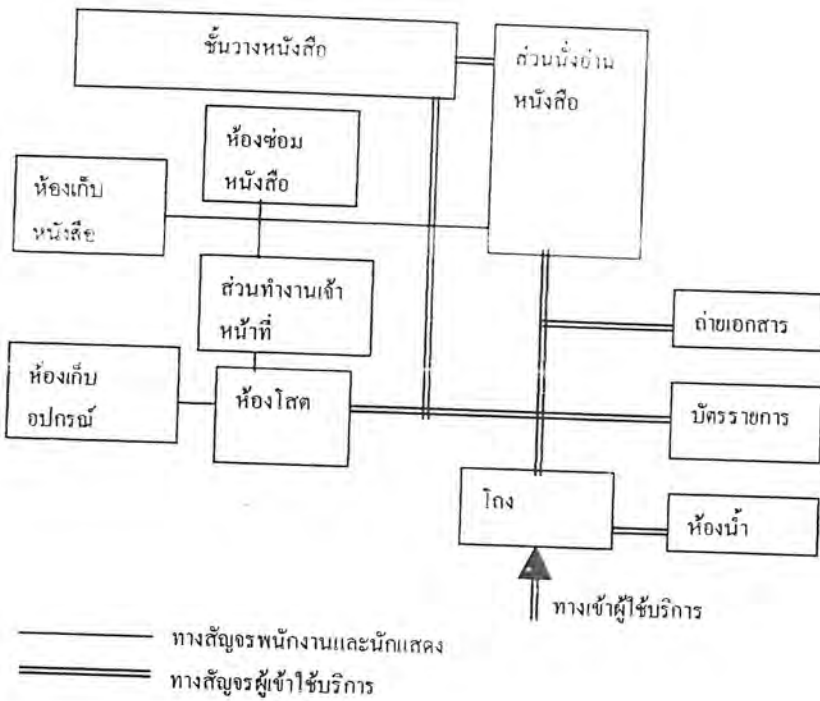 ชั้นวางหนังสือ
ส่วนนั่งอ่าน
หนังสือ
ห้องซ่อม
หนังสือ
ห้องเก็บ
หนังสือ
ส่วนทำงานเจ้า
หน้าที่
ถ่ายเอกสาร
ห้องเก็บ
อุปกรณ์
ห้องโสต
บัตรรายการ
โถง
ห้องน้ำ
ทางเข้าผู้ใช้บริการ
ทางสัญจรพนักงานและนักแสดง
ทางสัญจรผู้เข้าใช้บริการ